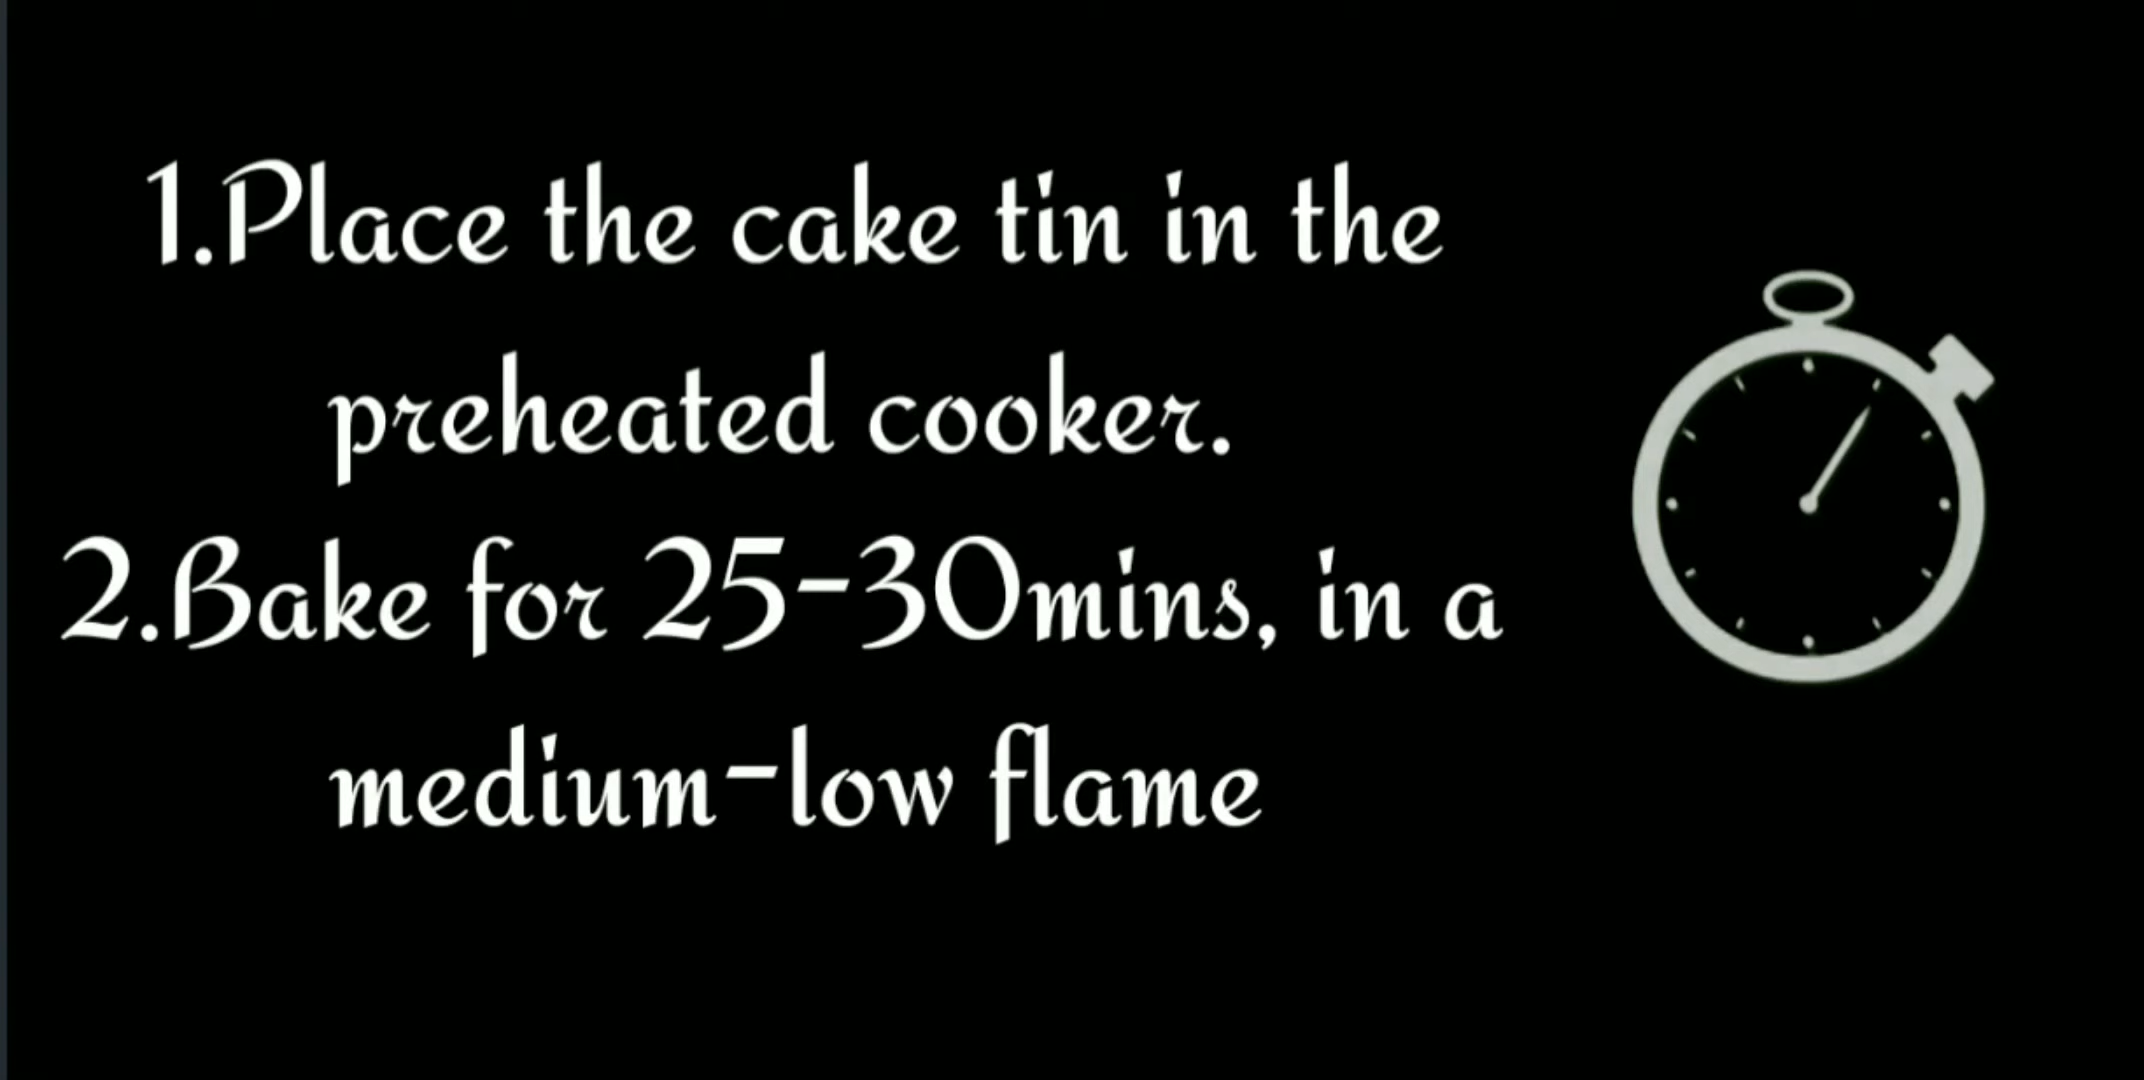 1.Place the cake tin in the
preheated cooker.
2.Bake for 25-30mins, in a
medium-low flame